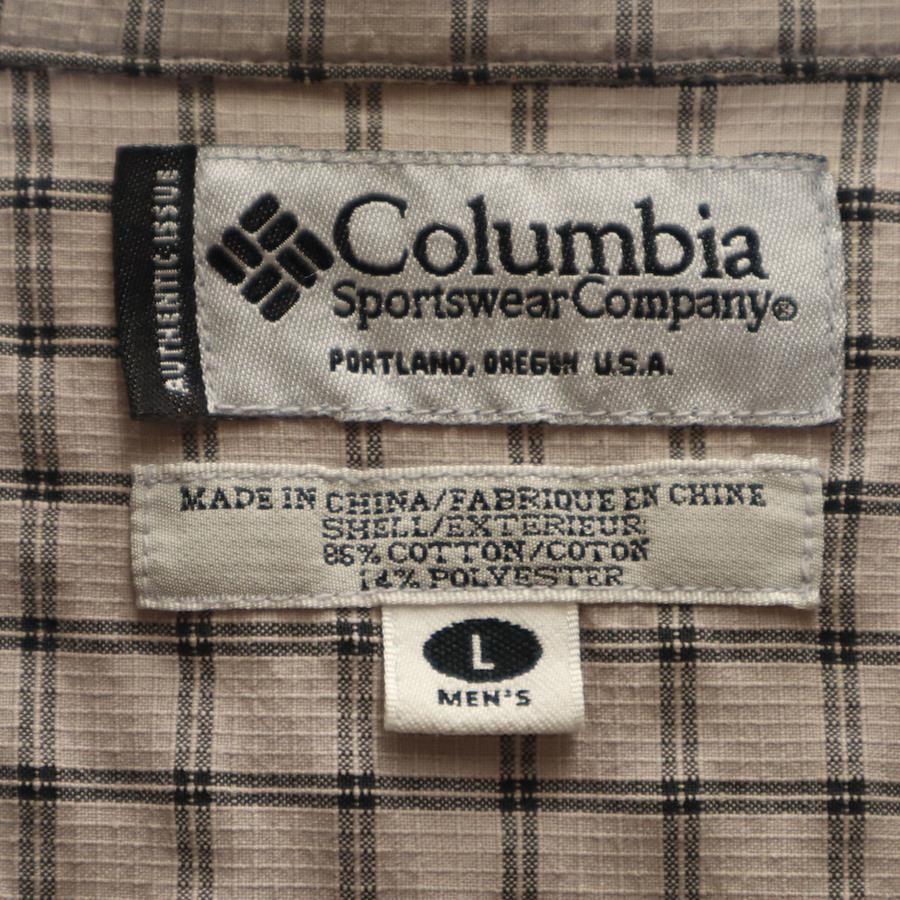 AUTHENTIC ISSUE
Columbia
Sportswear Company®
PORTLAND, OREGON U.S.A.
MADE IN CHINA/FABRIQUE EN CHINE
SHELL/EXTERIEUR:
86% COTTON/COTON
14% POLYESTER
L
MEN'S